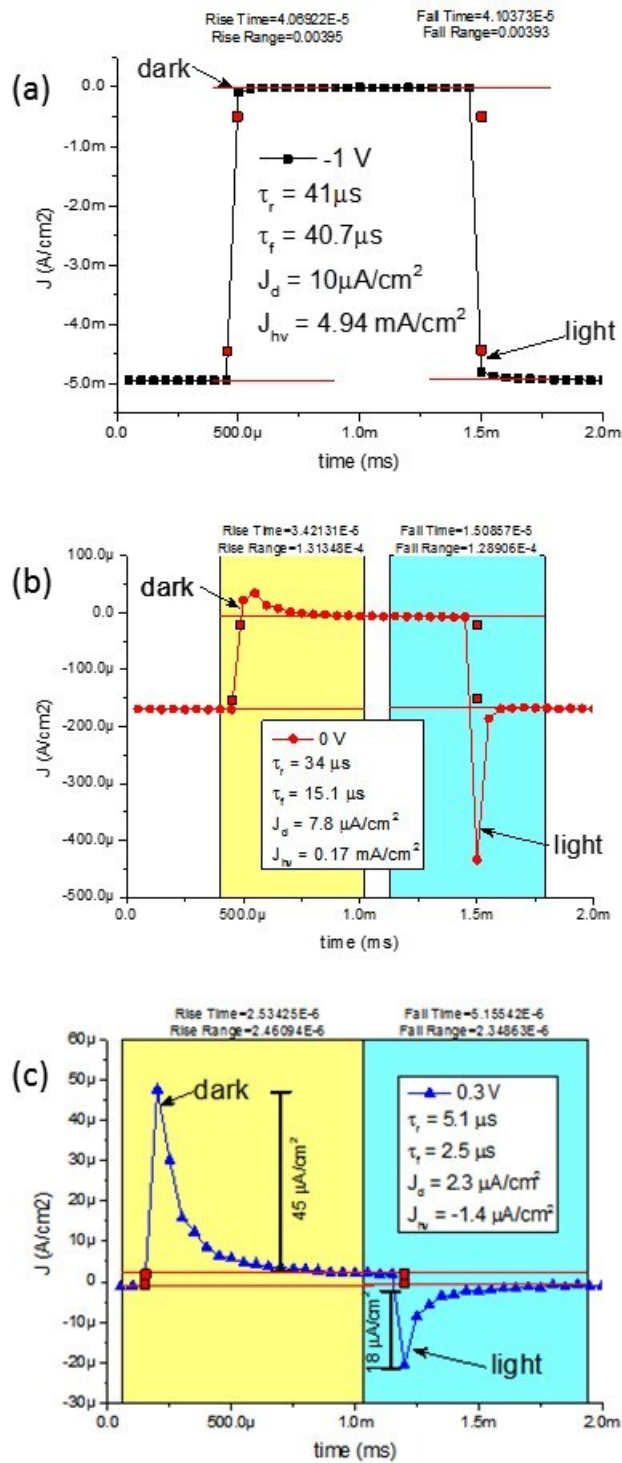 Rise Time=4.06922E-5
Rise Range=0.00395
Fall Time=4.10373E-5
Fall Range=0.00393
(a)
dark
0.0
-1.0m
-2.0m
-3.0m
-4.0m
-5.0m
J (A/cm2)
-1 V
τr = 41μs
τf = 40.7μs
Jd = 10μA/cm²
Jhv = 4.94 mA/cm²
light
0.0 500.0μ 1.0m 1.5m 2.0m
time (ms)
Rise Time=3.42131E-5
Rise Range=1.31348E-4
Fall Time=1.50857E-5
Fall Range=1.28906E-4
(b)
dark
100.0μ
0.0
-100.0μ
-200.0μ
-300.0μ
-400.0μ
-500.0μ
J (A/cm2)
0 V
τr = 34 μs
τf = 15.1 μs
Jd = 7.8 μA/cm²
Jhv = 0.17 mA/cm²
light
0.0 500.0μ 1.0m 1.5m 2.0m
time (ms)
Rise Time=2.53425E-6
Rise Range=2.46094E-6
Fall Time=5.15542E-6
Fall Range=2.34863E-6
(c)
dark
60μ
50μ
40μ
30μ
20μ
10μ
0
-10μ
-20μ
-30μ
J (A/cm2)
45 μA/cm²
0.3 V
τr = 5.1 μs
τf = 2.5 μs
Jd = 2.3 μA/cm²
Jhv = -1.4 μA/cm²
18 μA/cm²
light
500.0μ 1.0m 1.5m 2.0m
time (ms)